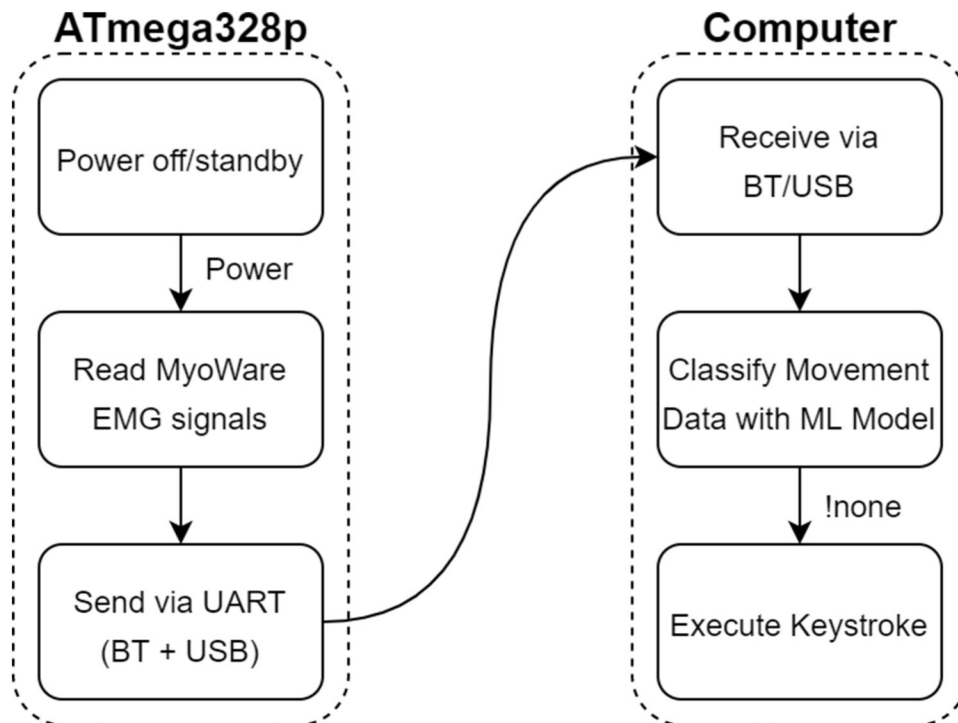 ATmega328p
Power off/standby
Power
Read MyoWare
EMG signals
Send via UART
(BT + USB)
Computer
Receive via
BT/USB
Classify Movement
Data with ML Model
!none
Execute Keystroke